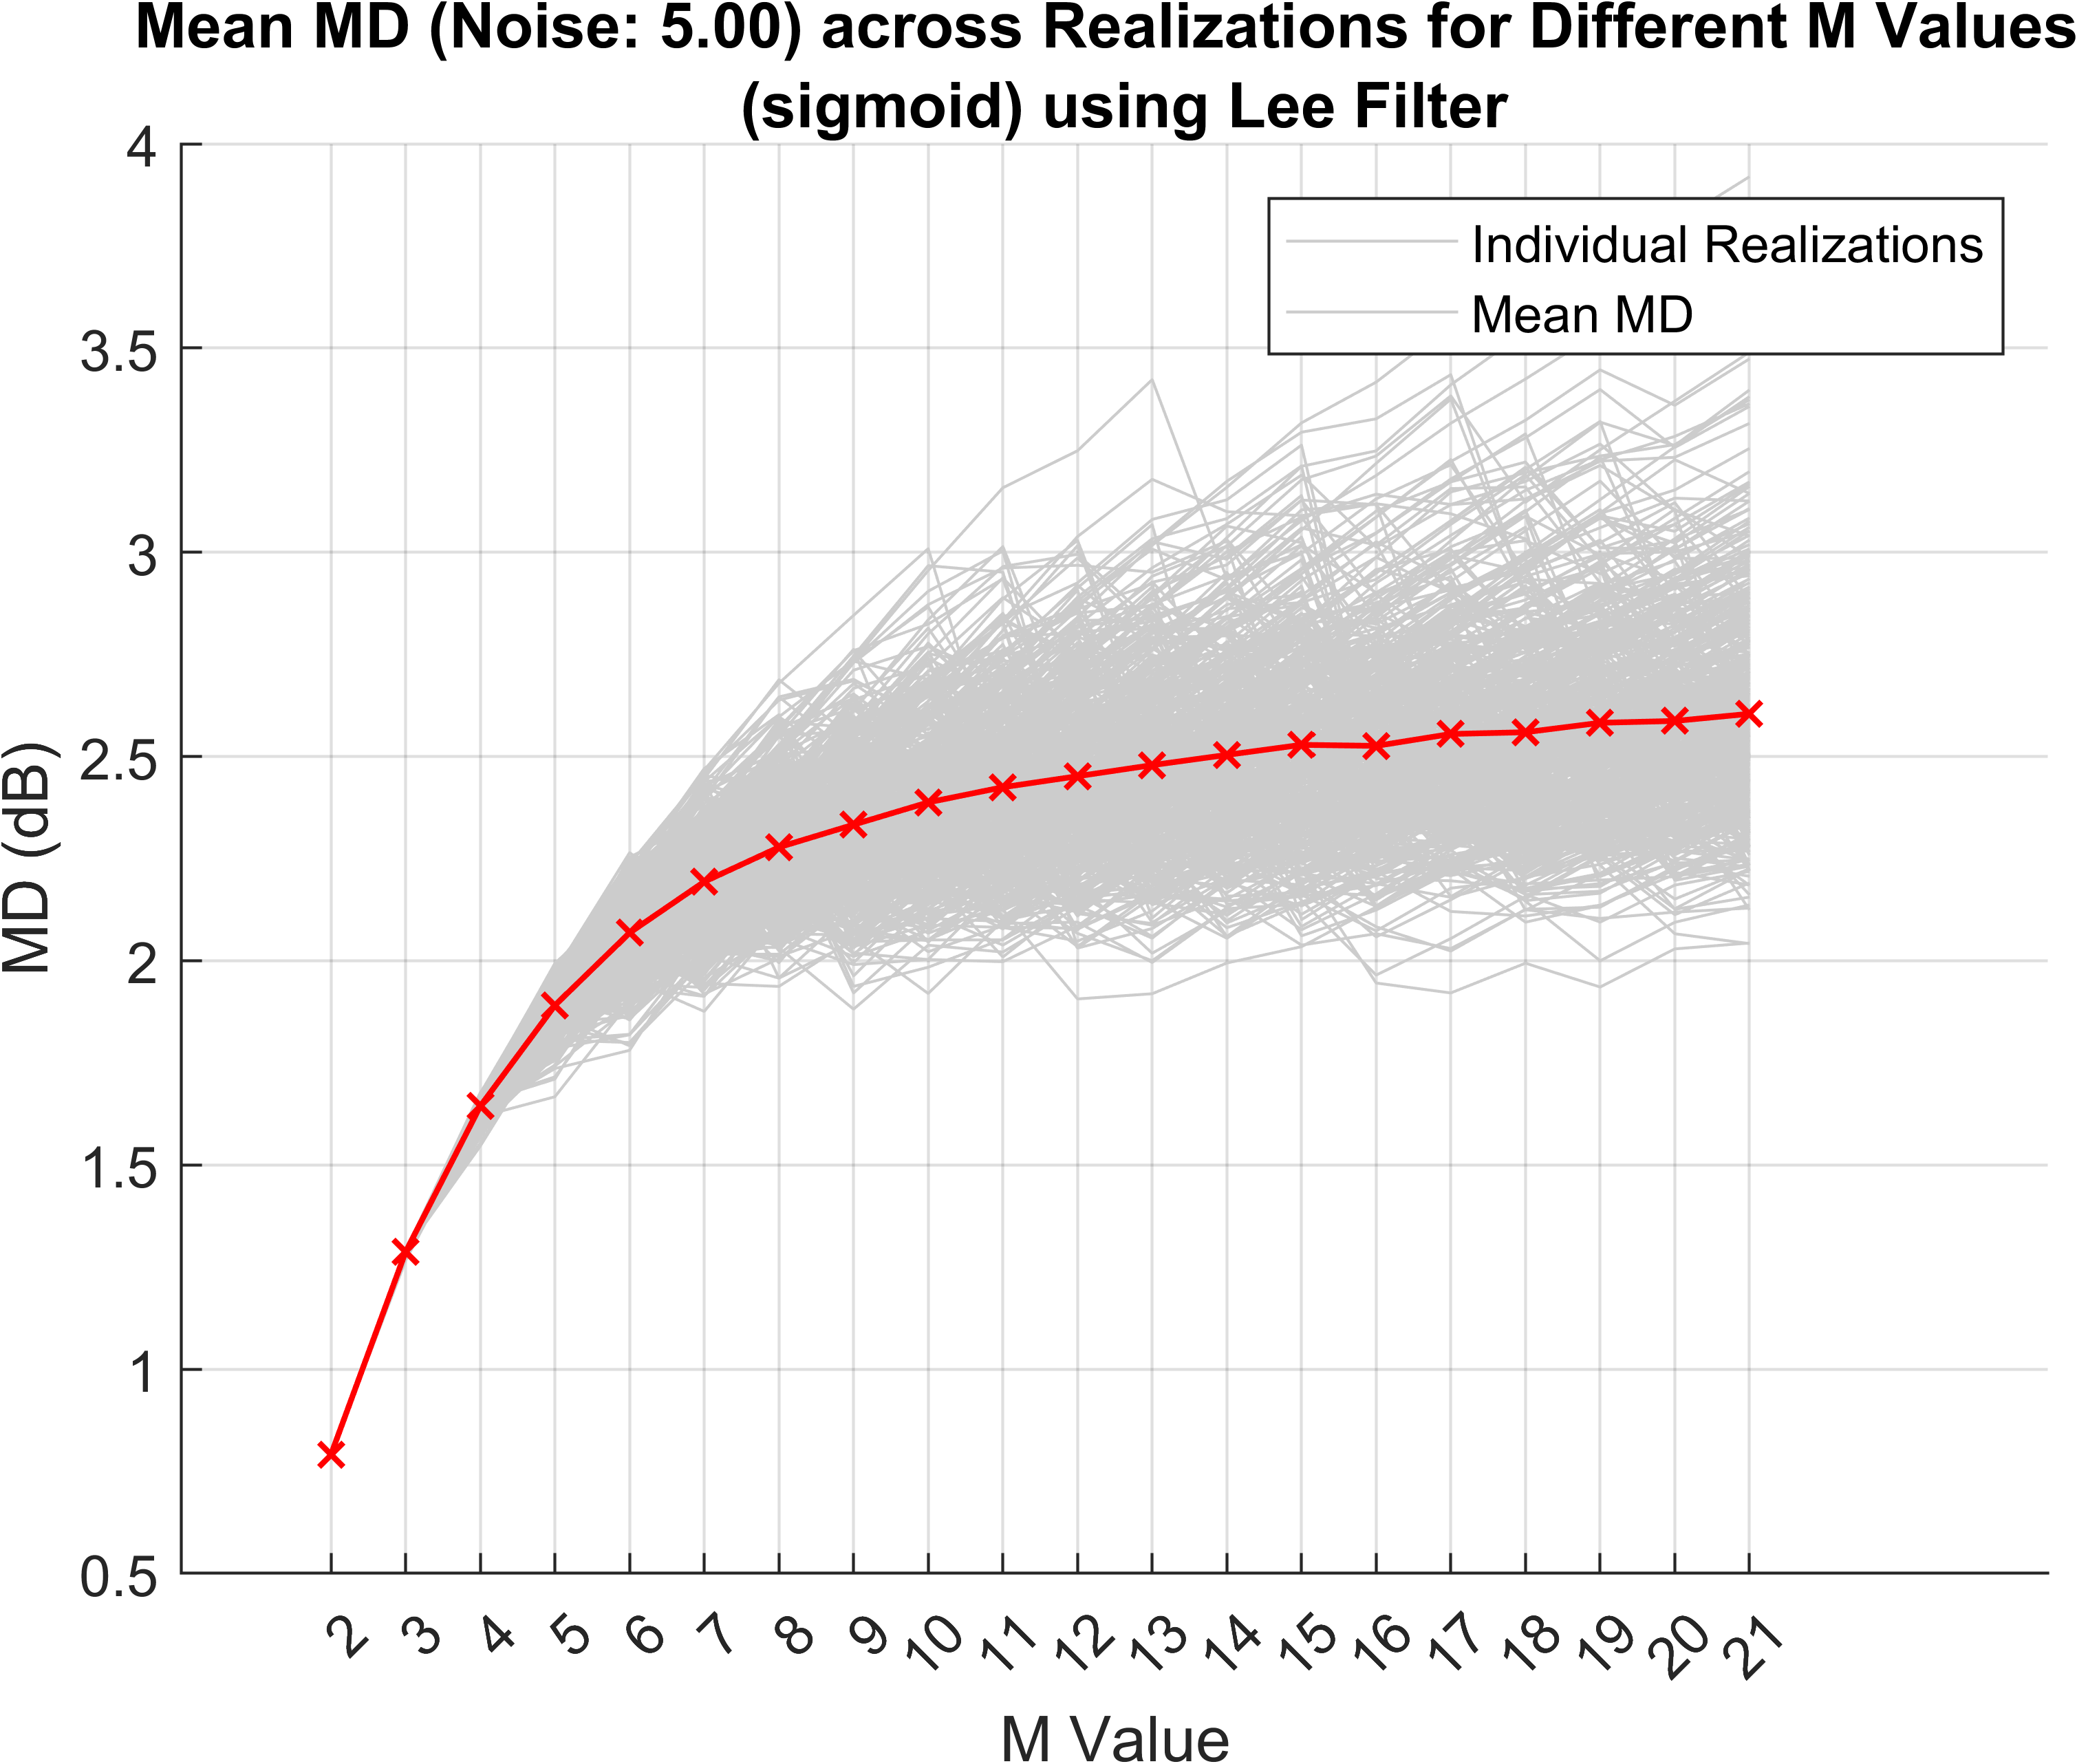 Mean MD (Noise: 5.00) across Realizations for Different M Values
(sigmoid) using Lee Filter
4
3.5
3
2.5
2
1.5
1
0.5
MD (dB)
Individual Realizations
Mean MD
2 3 4 5 6 7 8 9 10 11 12 13 14 15 16 17 18 19 20 21
M Value